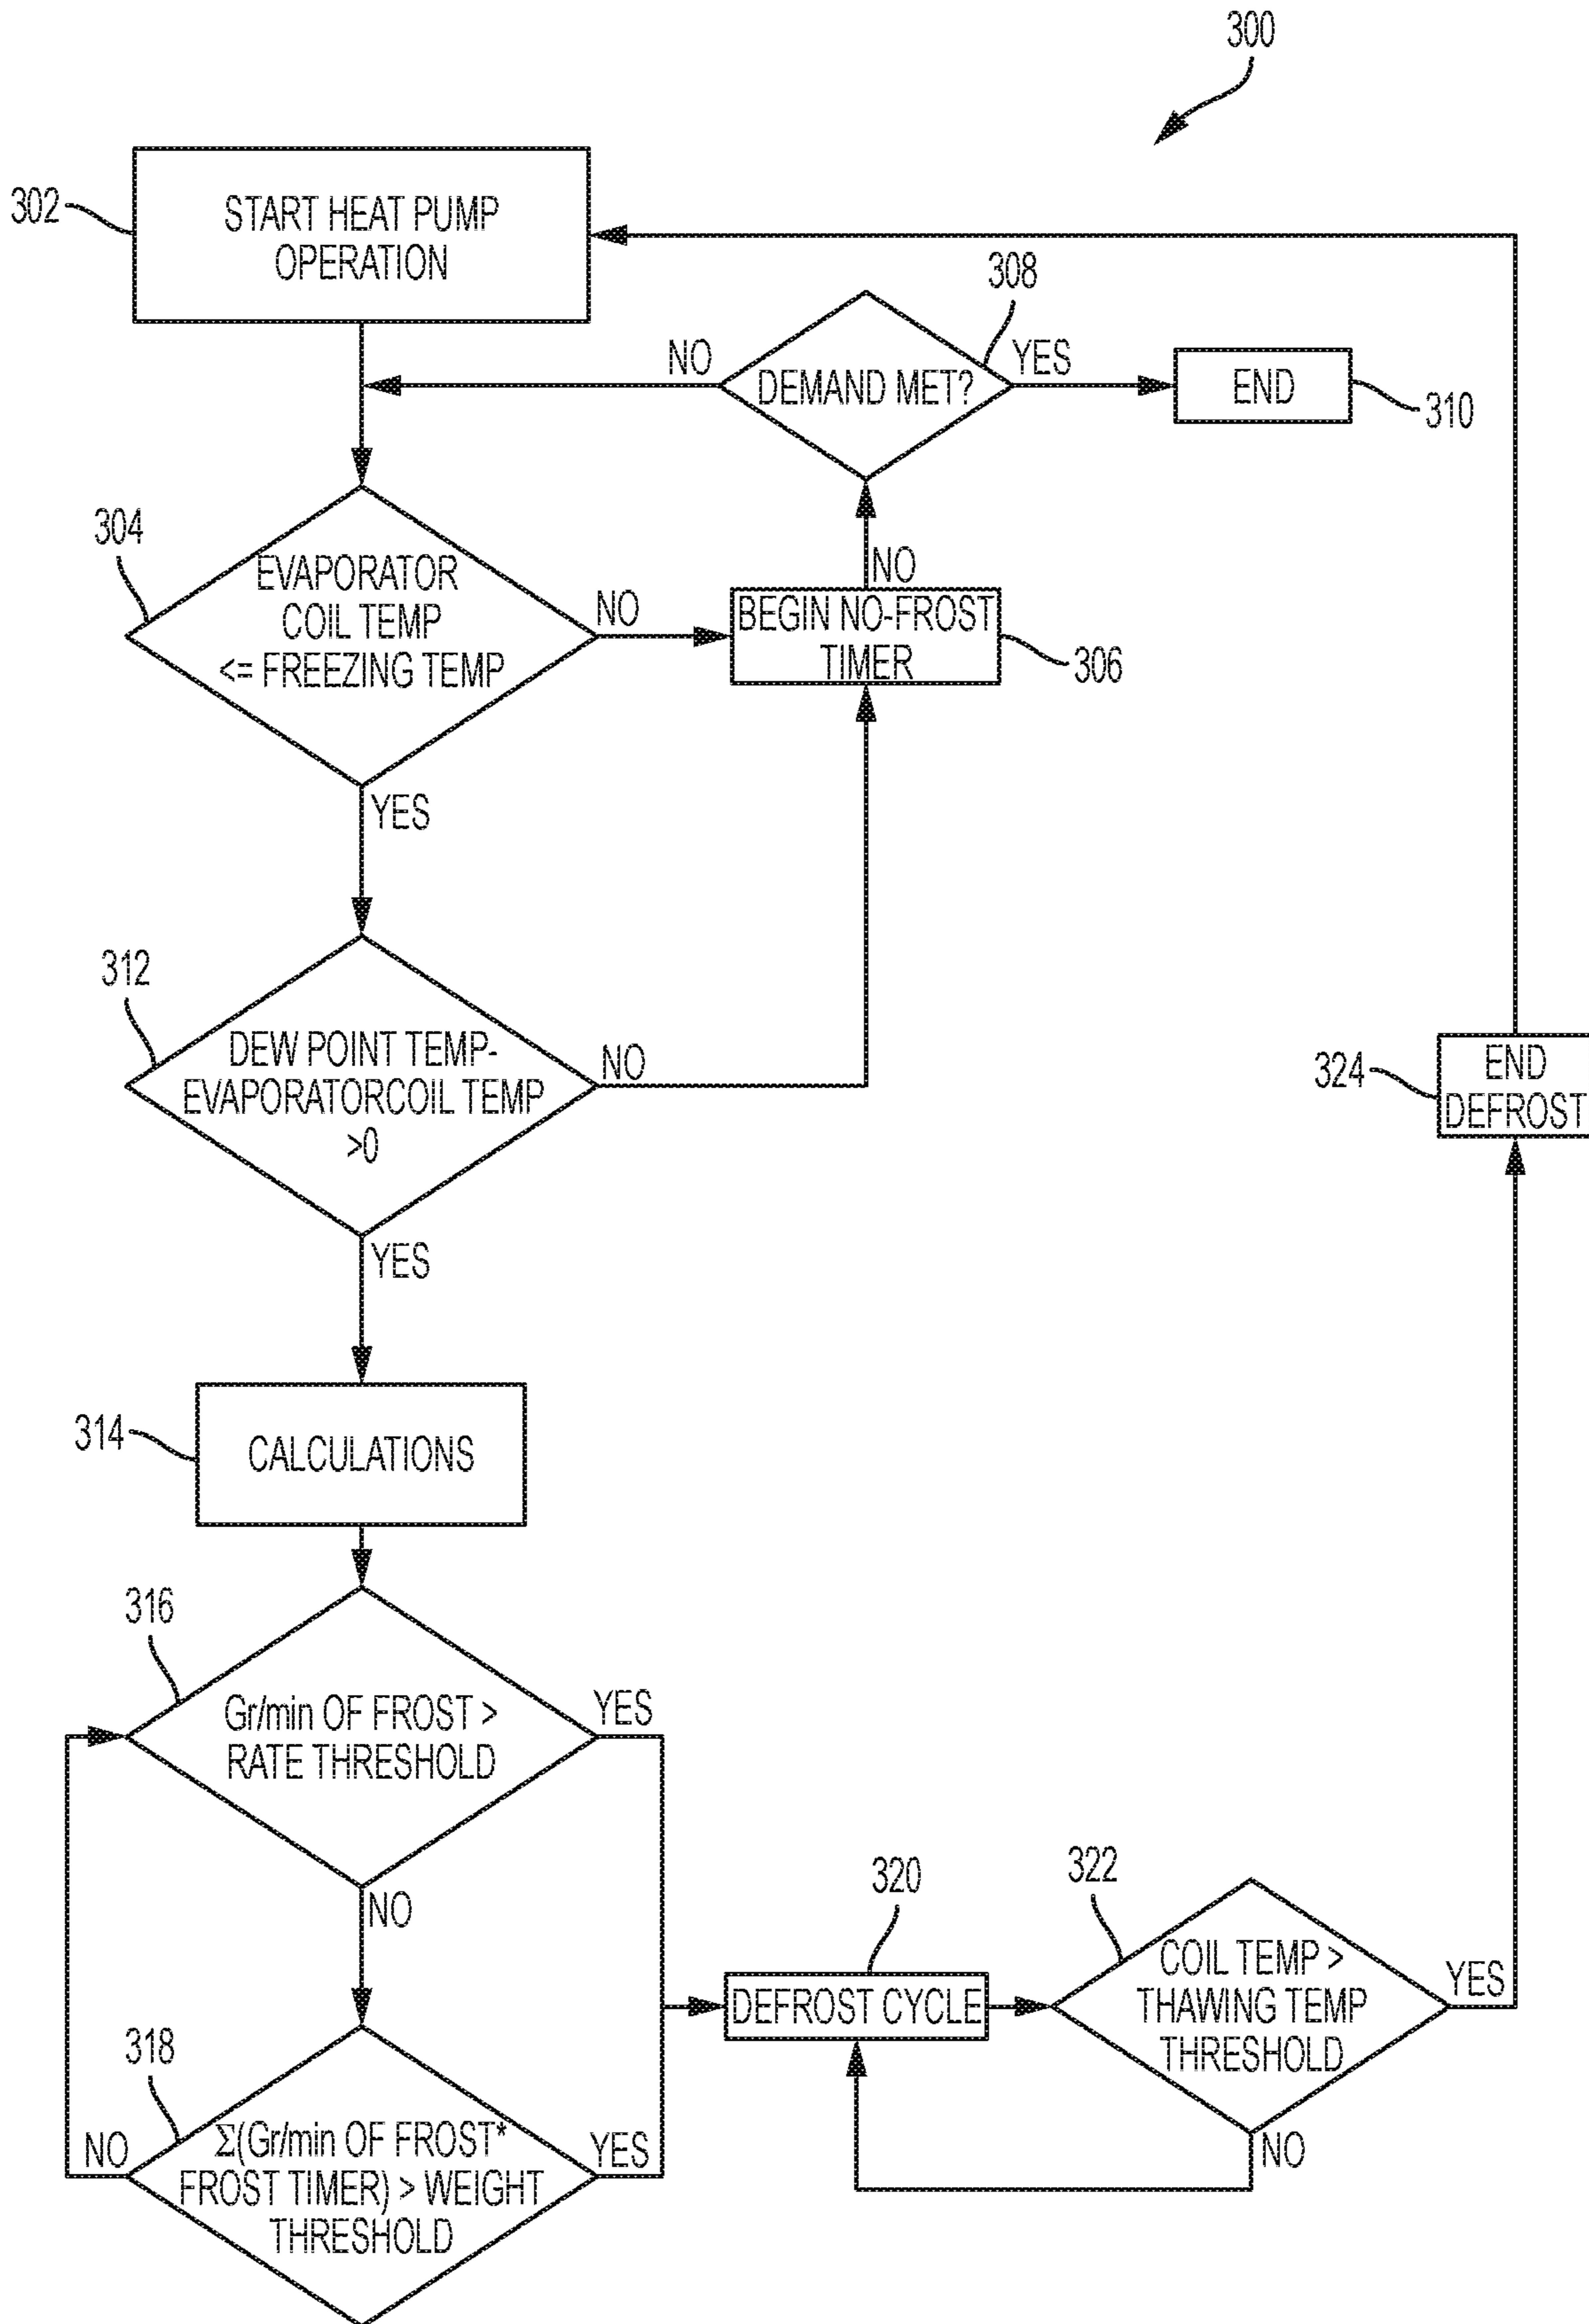 300
302
START HEAT PUMP
OPERATION
308
NO
DEMAND MET?
YES
END
310
304
EVAPORATOR
COIL TEMP
<= FREEZING TEMP
NO
NO
BEGIN NO-FROST
TIMER
306
YES
312
DEW POINT TEMP-
EVAPORATORCOIL TEMP
>0
NO
324
END
DEFROST
YES
314
CALCULATIONS
316
Gr/min OF FROST >
RATE THRESHOLD
YES
NO
320
DEFROST CYCLE
322
COIL TEMP >
THAWING TEMP
THRESHOLD
YES
NO
318
Σ(Gr/min OF FROST*
FROST TIMER) > WEIGHT
THRESHOLD
NO
YES